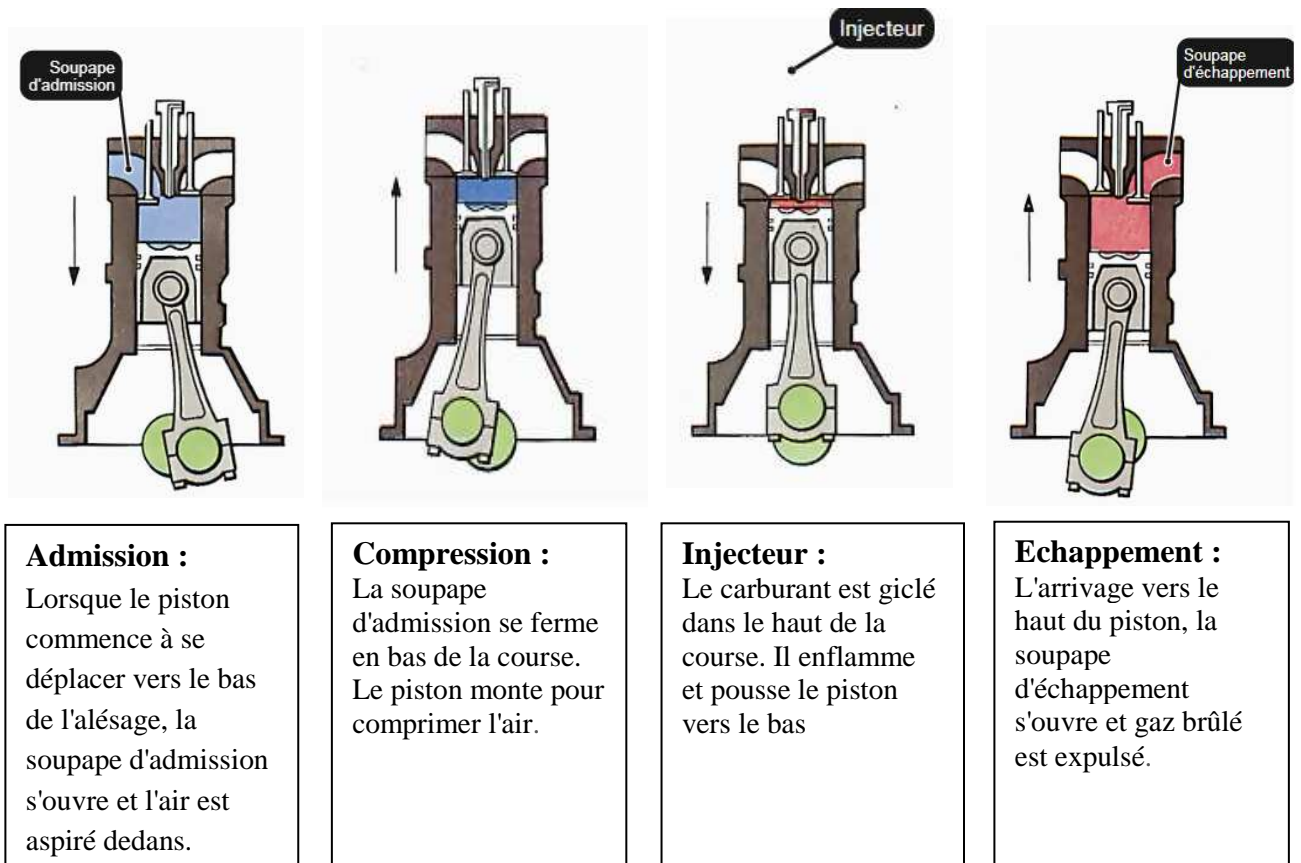 Soupape
d'admission
Injecteur
Soupape
d'échappement
Admission :
Lorsque le piston
commence à se
déplacer vers le bas
de l'alésage, la
soupape d'admission
s'ouvre et l'air est
aspiré dedans.
Compression :
La soupape
d'admission se ferme
en bas de la course.
Le piston monte pour
comprimer l'air.
Injecteur :
Le carburant est giclé
dans le haut de la
course. Il enflamme
et pousse le piston
vers le bas
Echappement :
L'arrivage vers le
haut du piston, la
soupape
d'échappement
s'ouvre et gaz brûlé
est expulsé.